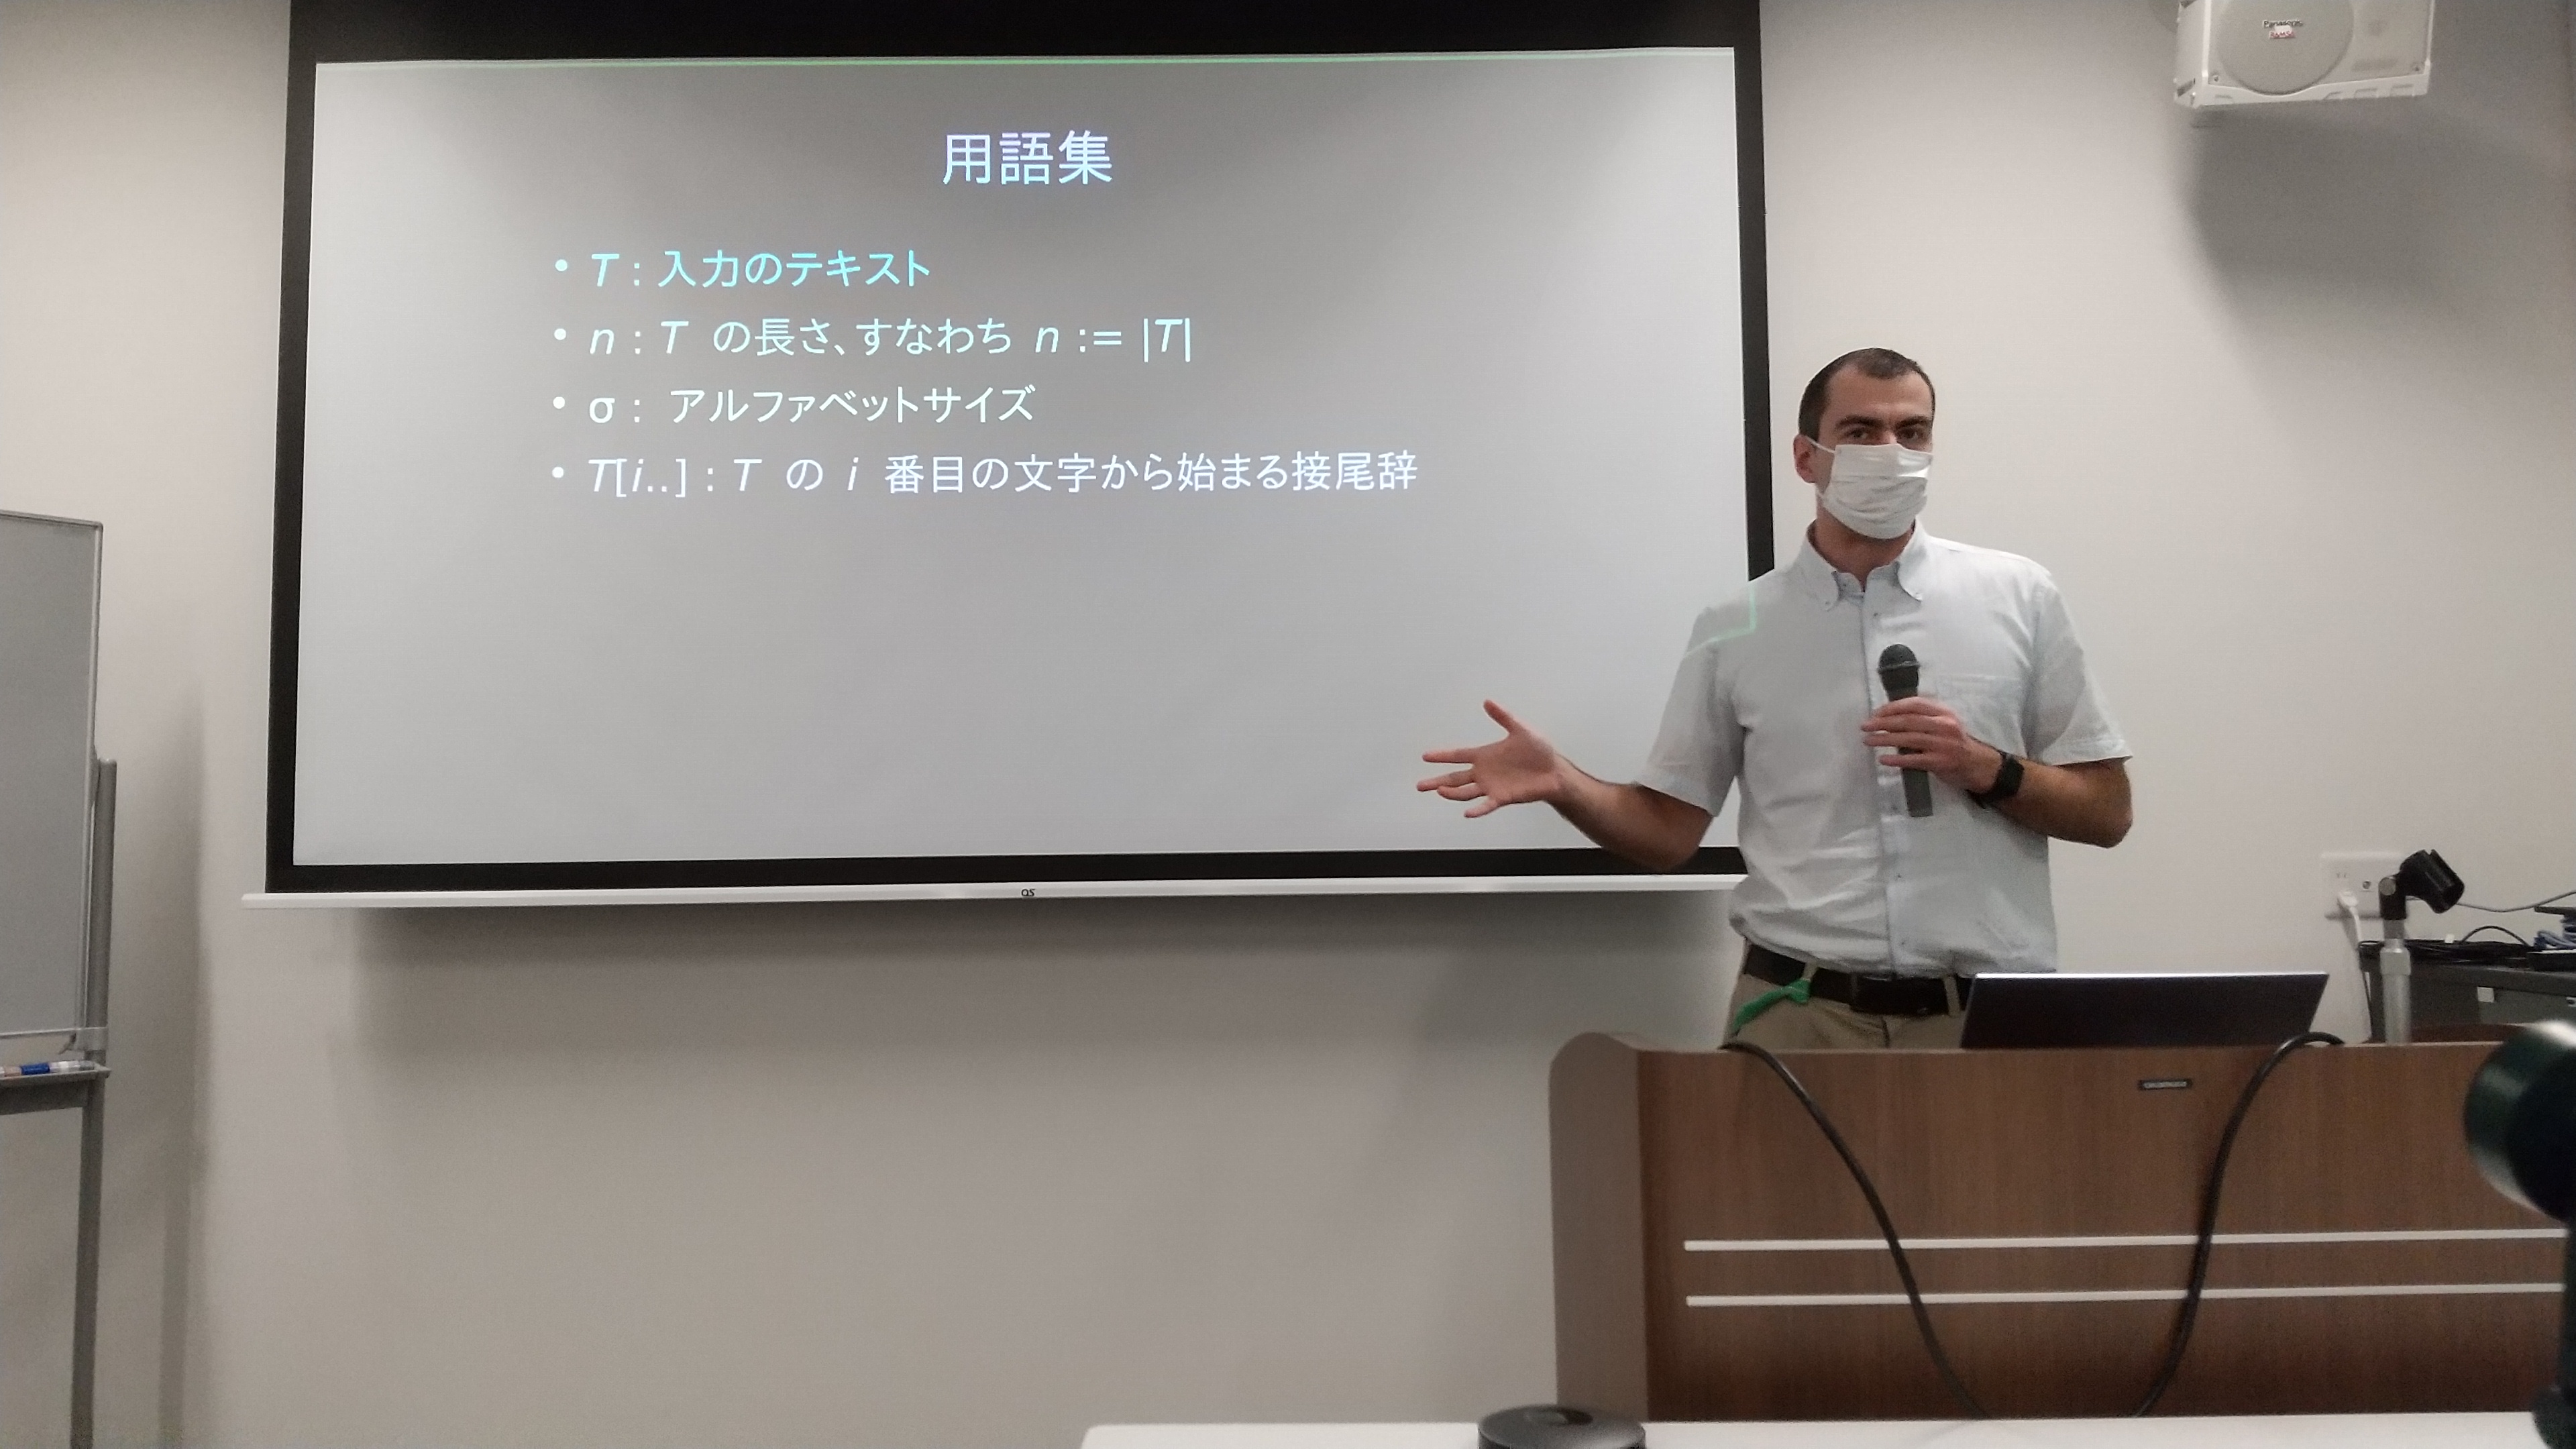 用語集
• T : 入力のテキスト
• n : T の長さ、すなわち n := |T|
• σ : アルファベットサイズ
• T[i..] : T の i 番目の文字から始まる接尾辞
Panasonic
OS